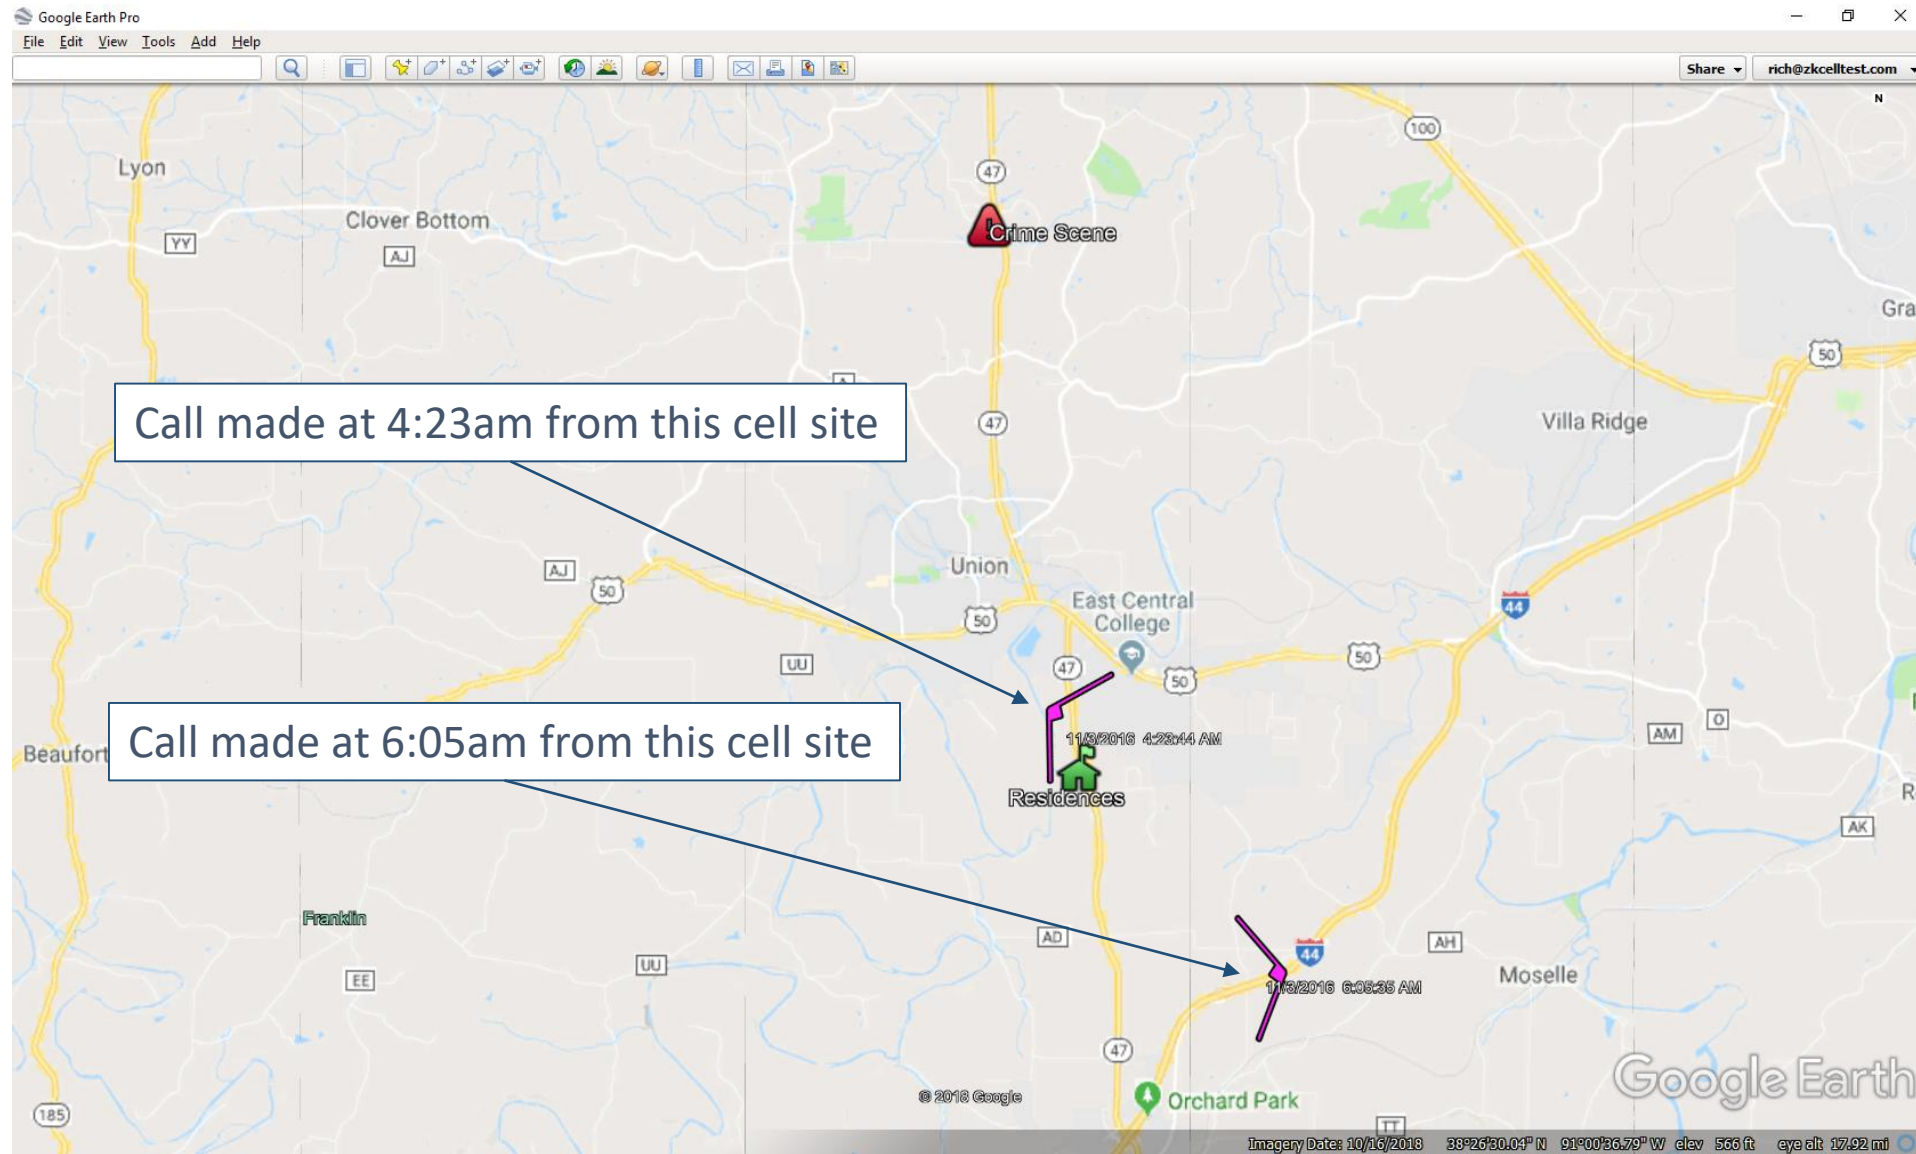 Google Earth Pro
File Edit View Tools Add Help
Share
rich@zkcelltest.com
N
100
Lyon
47
Clover Bottom
Crime Scene
YY
AJ
50
Call made at 4:23am from this cell site
47
Villa Ridge
Union
AJ
50
East Central
College
44
50
50
UU
47
50
O
AM
Call made at 6:05am from this cell site
11/3/2016 4:23:44 AM
Beaufort
Residences
AK
Franklin
AD
44
AH
UU
EE
Moselle
11/3/2016 6:05:35 AM
47
Google Earth
© 2018 Google
Orchard Park
185
TT
Imagery Date: 10/16/2018 38°26'30.04" N 91°00'36.79" W elev 566 ft eye alt 17.92 mi